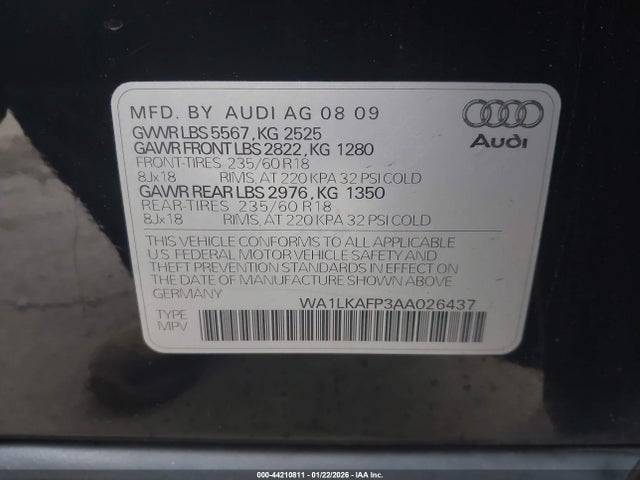 MFD. BY AUDI AG 08 09
GVWR LBS 5567, KG 2525
GAWR FRONT LBS 2822, KG 1280
FRONT-TIRES 235/60 R18
8Jx18 RIMS, AT 220 KPA 32 PSI COLD
GAWR REAR LBS 2976, KG 1350
REAR-TIRES 235/60 R18
8Jx18 RIMS, AT 220 KPA 32 PSI COLD
THIS VEHICLE CONFORMS TO ALL APPLICABLE
U.S FEDERAL MOTOR VEHICLE SAFETY AND
THEFT PREVENTION STANDARDS IN EFFECT ON
THE DATE OF MANUFACTURE SHOWN ABOVE.
GERMANY
WA1LKAFP3AA026437
TYPE
MPV
Audi
000-44210811 - 01/22/2026 - IAA Inc.